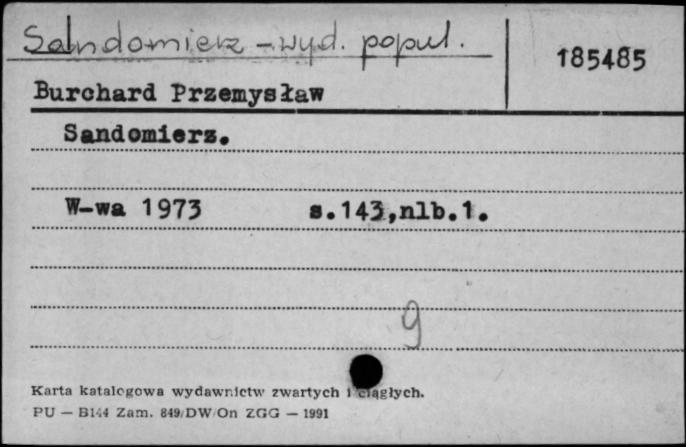 Sandomierz - wyd. popul.
185485
Burchard Przemysław
Sandomierz.
W-wa 1973 s.143,nlb.1.
9
Karta katalogowa wydawnictw zwartych i ciągłych.
PU — B144 Zam. 849/DW/On ZGG — 1991